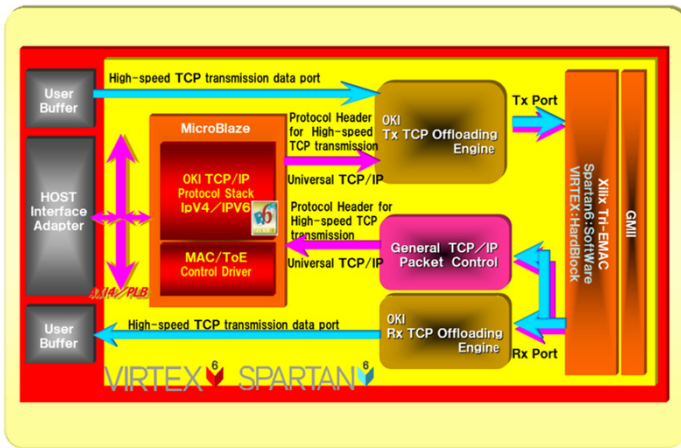 User
Buffer
High-speed TCP transmission data port
HOST
Interface
Adapter
AXI4/PLB
MicroBlaze
OKI TCP/IP
Protocol Stack
IpV4/IPV6
6
MAC/ToE
Control Driver
Protocol Header
for High-speed
TCP transmission
Universal TCP/IP
Protocol Header for
High-speed TCP
transmission
Universal TCP/IP
OKI
Tx TCP Offloading
Engine
Tx Port
General TCP/IP
Packet Control
OKI
Rx TCP Offloading
Engine
Rx Port
Xilix Tri-EMAC
Spartan6:SoftWare
VIRTEX:HardBlock
GMII
User
Buffer
High-speed TCP transmission data port
VIRTEX 6 SPARTAN 6